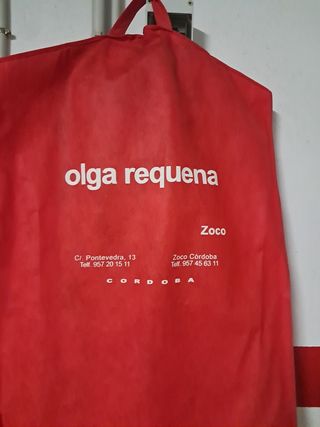 olga requena
Zoco
C/. Pontevedra, 13 Zoco Córdoba
Telf. 957 20 15 11 Telf. 957 45 63 11
CORDOBA